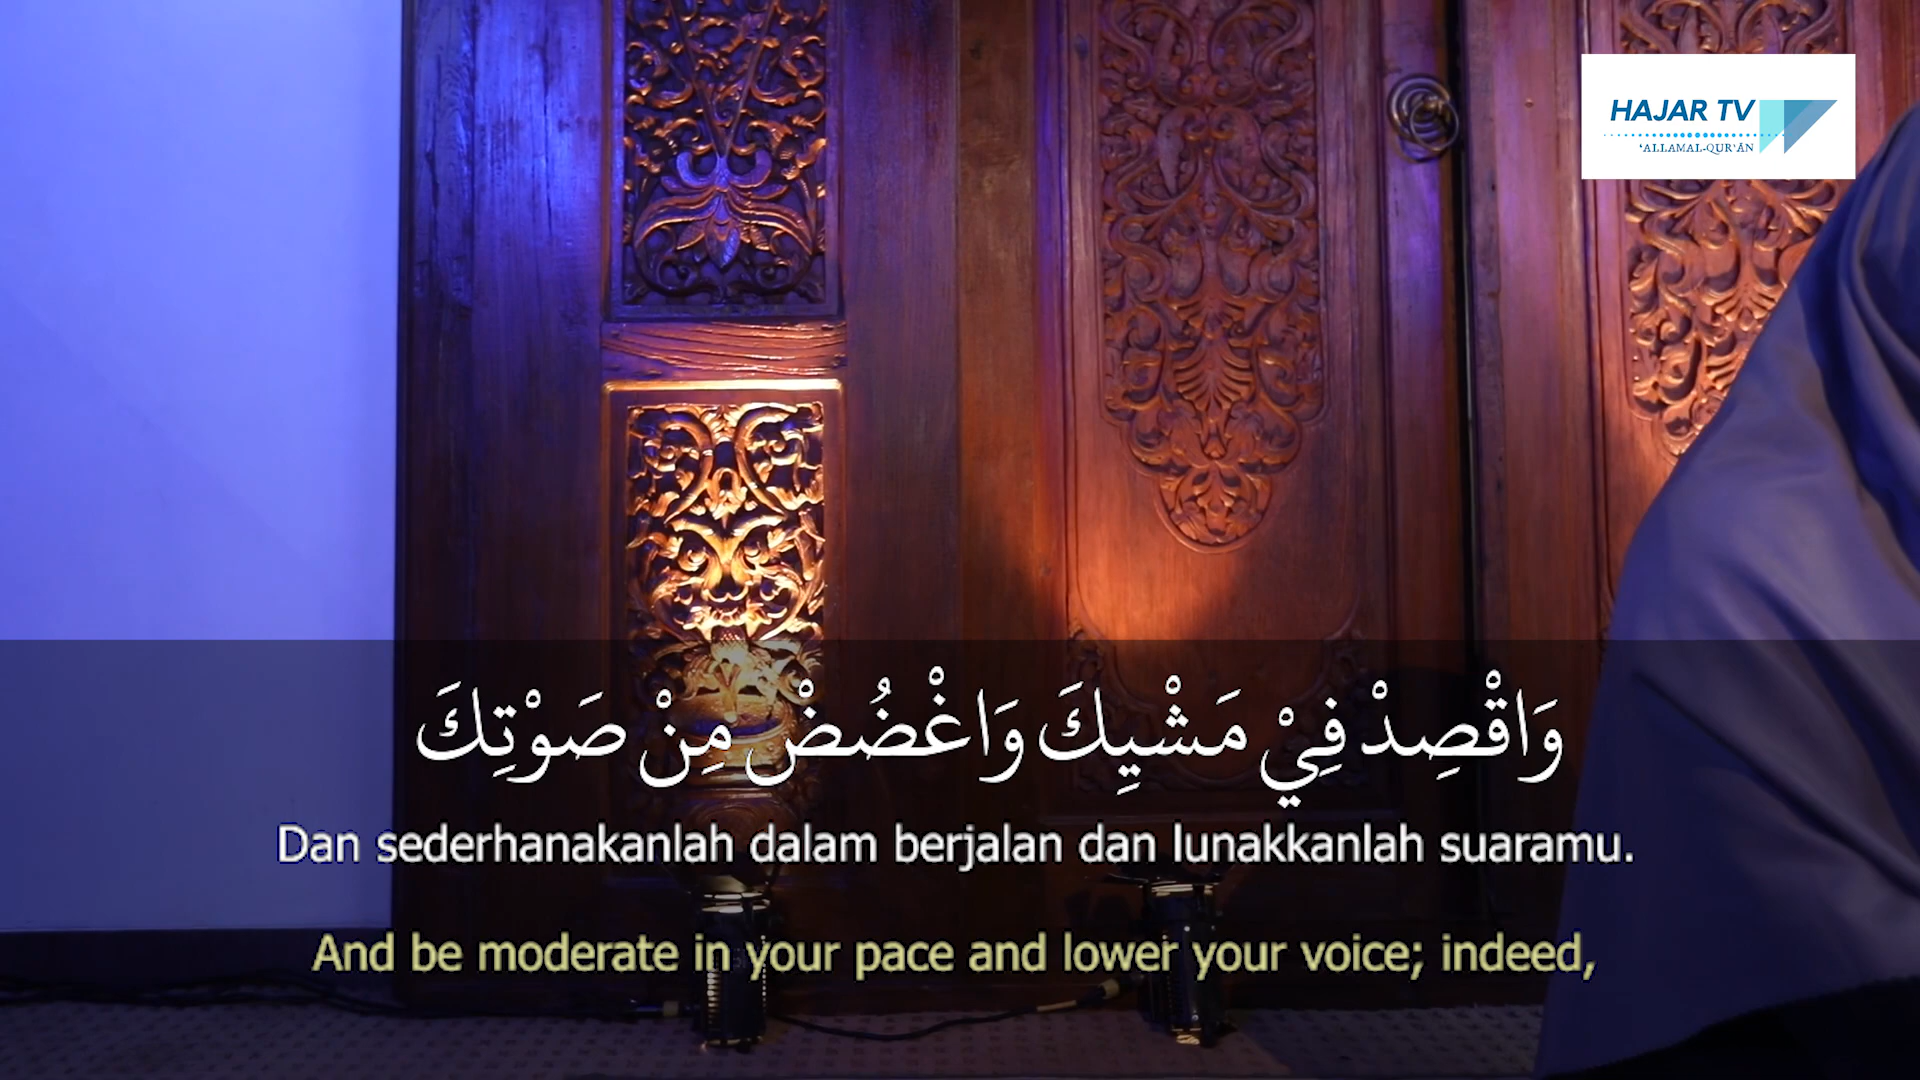 HAJAR TV
‘ALLAMAL-QUR`ÂN
وَاقْصِدْ فِيْ مَشْيِكَ وَاغْضُضْ مِنْ صَوْتِكَ
Dan sederhanakanlah dalam berjalan dan lunakkanlah suaramu.
And be moderate in your pace and lower your voice; indeed,